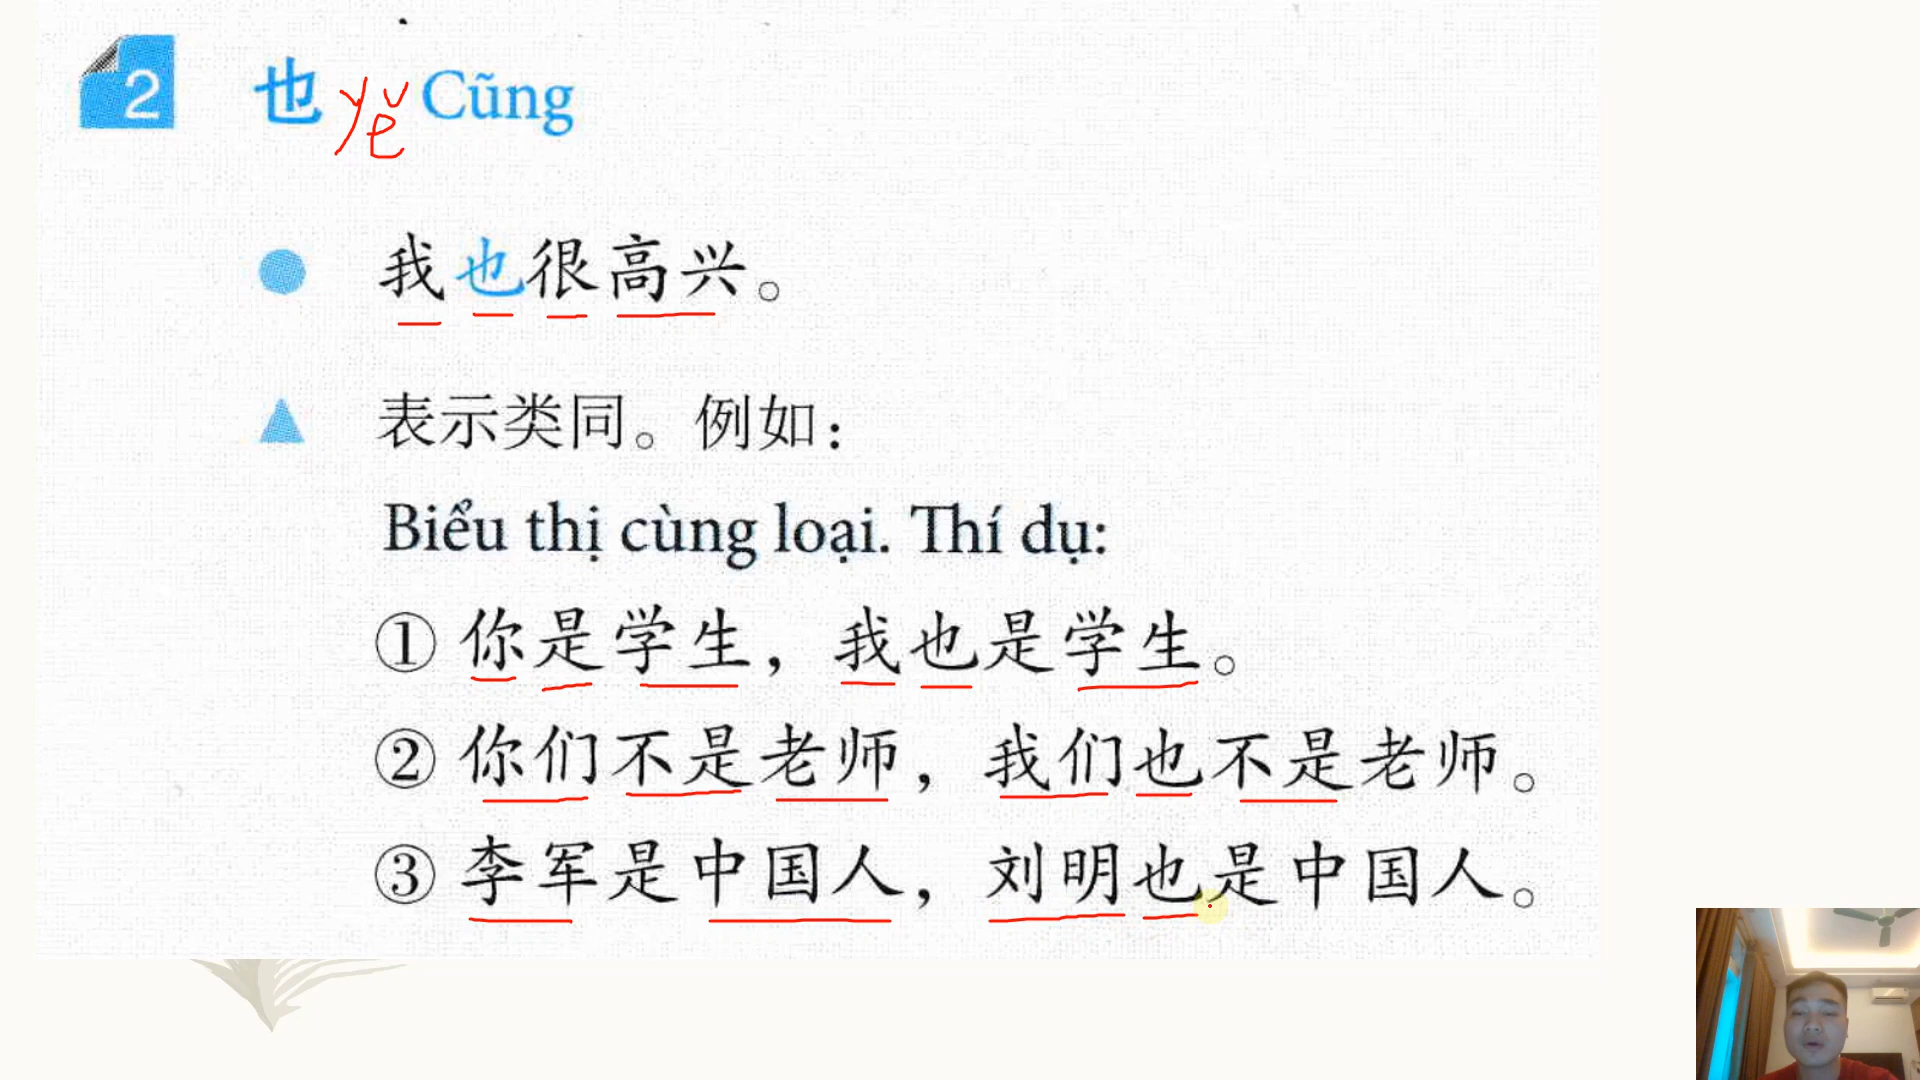 2 也 yě Cũng
我也很高兴。
表示类同。例如：
Biểu thị cùng loại. Thí dụ:
① 你是学生，我也是学生。
② 你们不是老师，我们也不是老师。
③ 李军是中国人，刘明也是中国人。